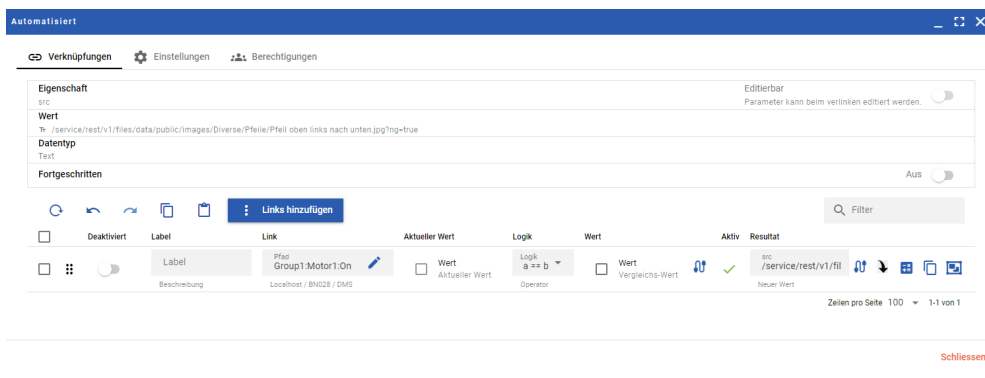 Automatisiert
Verknüpfungen Einstellungen Berechtigungen
Eigenschaft
src
Editierbar
Parameter kann beim verlinken editiert werden.
Wert
Tr /service/rest/v1/files/data/public/images/Diverse/Pfeile/Pfeil oben links nach unten.jpg?ng=true
Datentyp
Text
Fortgeschritten Aus
Links hinzufügen Filter
Deaktiviert Label Link Aktueller Wert Logik Wert Aktiv Resultat
Label
Beschreibung
Pfad
Group1:Motor1:On
Localhost / BN028 / DMS
Wert
Aktueller Wert
Logik
a == b
Operator
Wert
Vergleichs-Wert
src
/service/rest/v1/fil
Neuer Wert
Zeilen pro Seite 100 1-1 von 1
Schliessen